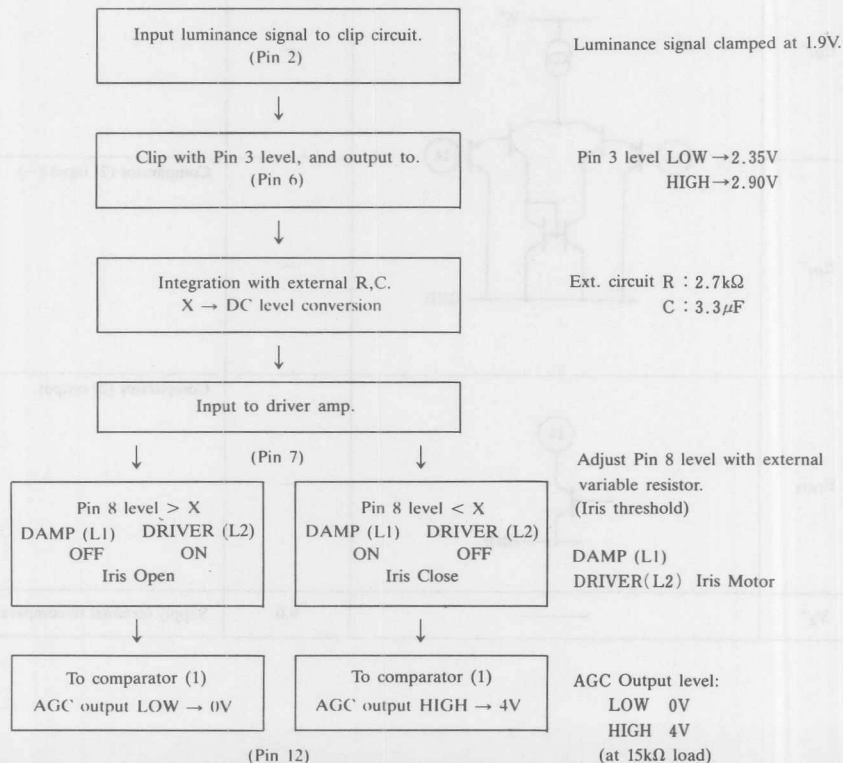 Input luminance signal to clip circuit.
(Pin 2)
Luminance signal clamped at 1.9V.
↓
Clip with Pin 3 level, and output to.
(Pin 6)
Pin 3 level LOW →2.35V
HIGH→2.90V
↓
Integration with external R,C.
X → DC level conversion
Ext. circuit R : 2.7kΩ
C : 3.3μF
↓
Input to driver amp.
↓ (Pin 7) ↓
Adjust Pin 8 level with external
variable resistor.
(Iris threshold)
Pin 8 level > X
DAMP (L1) DRIVER (L2)
OFF ON
Iris Open
Pin 8 level < X
DAMP (L1) DRIVER (L2)
ON OFF
Iris Close
DAMP (L1)
DRIVER(L2) Iris Motor
↓ ↓
To comparator (1)
AGC output LOW → 0V
To comparator (1)
AGC output HIGH → 4V
AGC Output level:
LOW 0V
HIGH 4V
(at 15kΩ load)
(Pin 12)